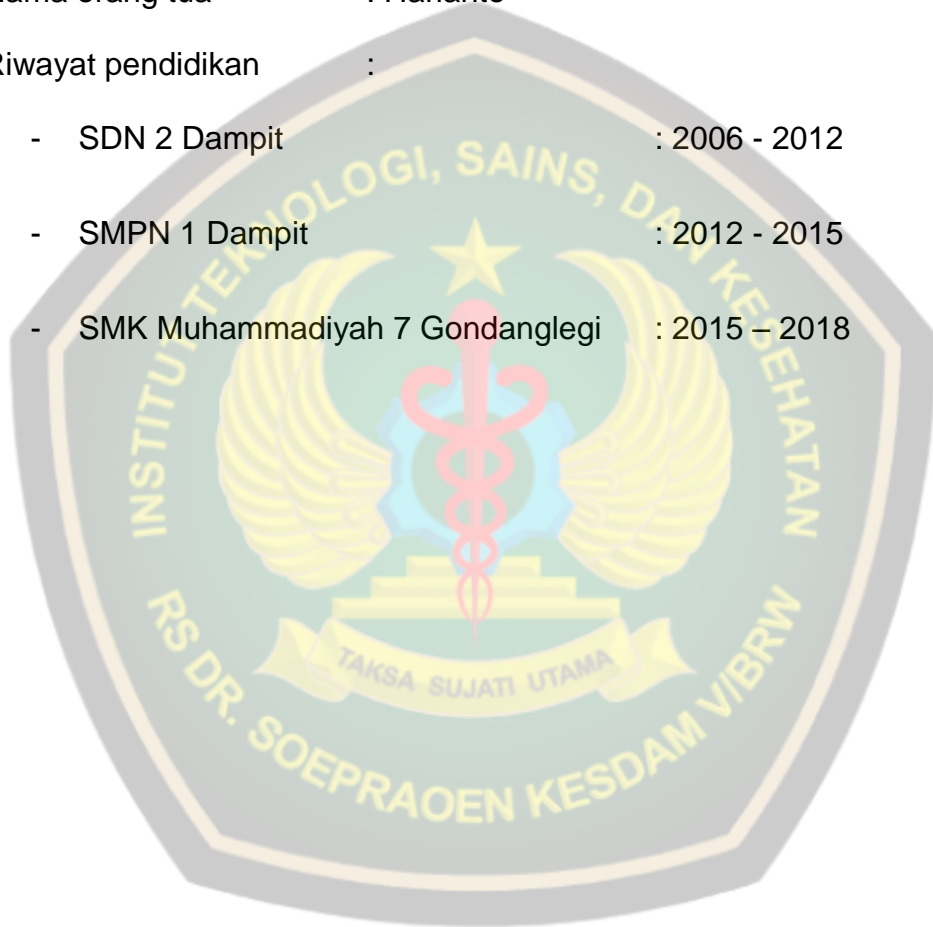 Riwayat pendidikan :
- SDN 2 Dampit : 2006 - 2012
- SMPN 1 Dampit : 2012 - 2015
- SMK Muhammadiyah 7 Gondanglegi : 2015 – 2018
INSTITUT TEKNOLOGI, SAINS, DAN KESEHATAN
TAKSA SUJATI UTAMA
RS DR. SOEPRAOEN KESDAM V/BRW